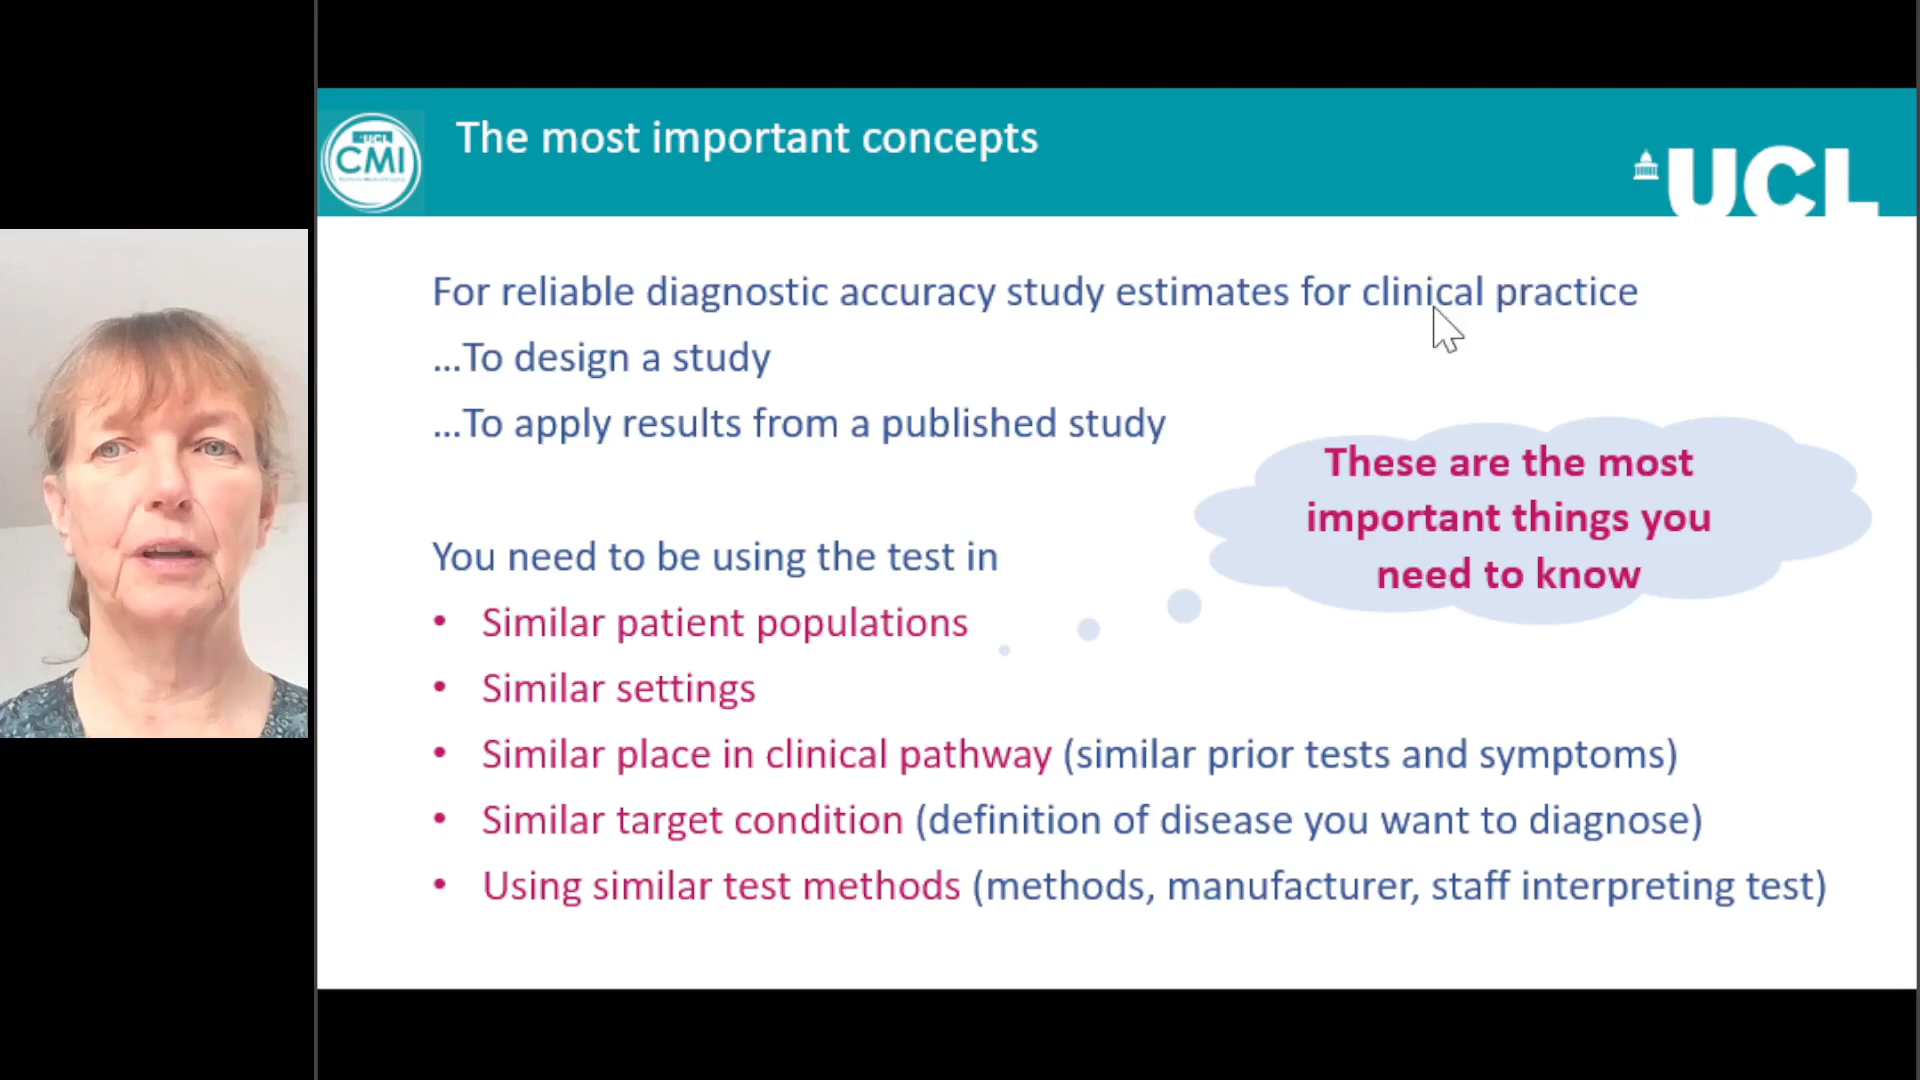 UCL
CMI
The most important concepts
UCL
For reliable diagnostic accuracy study estimates for clinical practice
...To design a study
...To apply results from a published study
These are the most
important things you
need to know
You need to be using the test in
• Similar patient populations
• Similar settings
• Similar place in clinical pathway (similar prior tests and symptoms)
• Similar target condition (definition of disease you want to diagnose)
• Using similar test methods (methods, manufacturer, staff interpreting test)